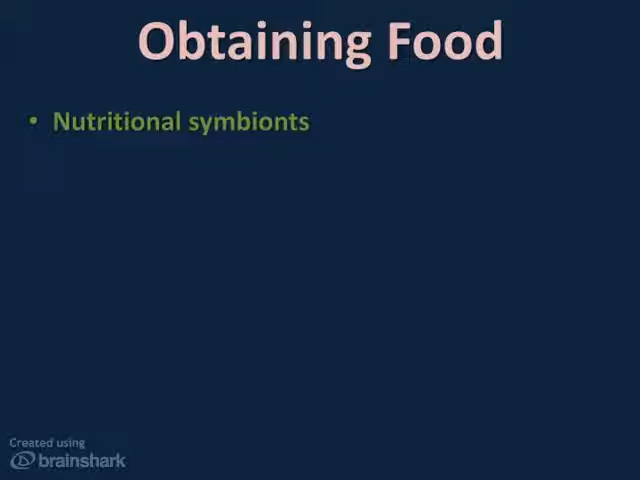 Obtaining Food
• Nutritional symbionts
Created using
brainshark